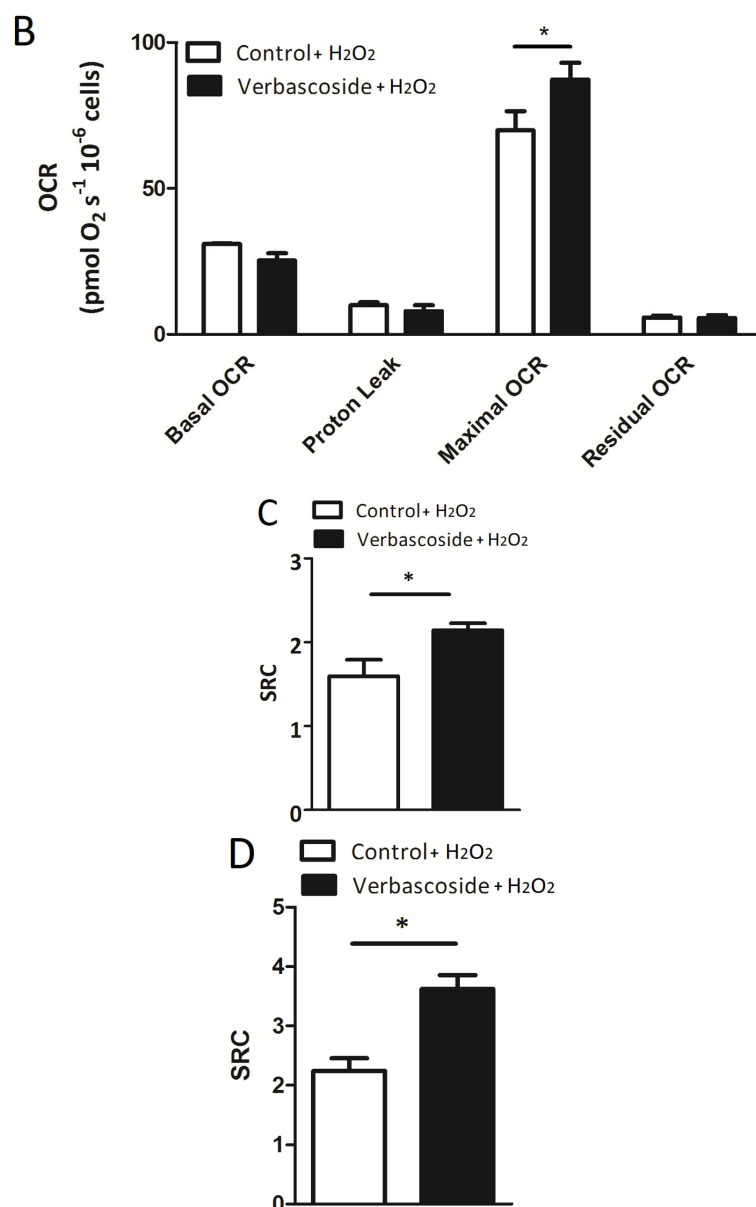 B
100
Control + H2O2
Verbascoside + H2O2
OCR
(pmol O₂ s⁻¹ 10⁻⁶ cells)
*
50
0
Basal OCR
Proton Leak
Maximal OCR
Residual OCR
C
Control + H2O2
Verbascoside + H2O2
3
*
2
SRC
1
0
D
Control + H2O2
Verbascoside + H2O2
5
*
4
3
SRC
2
1
0